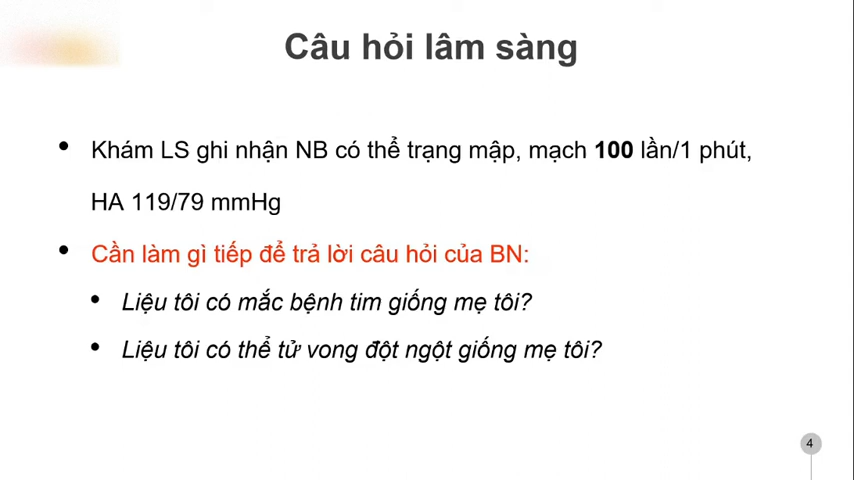 Câu hỏi lâm sàng
• Khám LS ghi nhận NB có thể trạng mập, mạch 100 lần/1 phút,
HA 119/79 mmHg
• Cần làm gì tiếp để trả lời câu hỏi của BN:
• Liệu tôi có mắc bệnh tim giống mẹ tôi?
• Liệu tôi có thể tử vong đột ngột giống mẹ tôi?
4